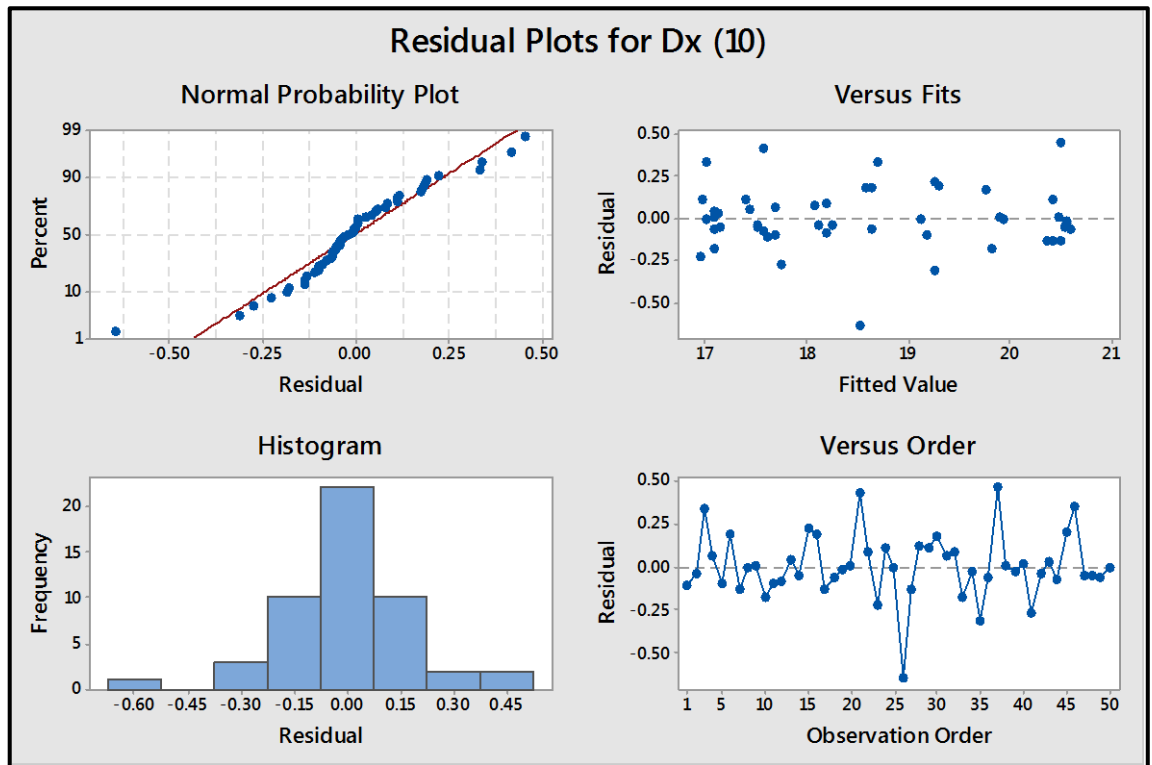 Residual Plots for Dx (10)
Normal Probability Plot
99
90
50
10
1
Percent
-0.50 -0.25 0.00 0.25 0.50
Residual
Versus Fits
0.50
0.25
0.00
-0.25
-0.50
Residual
17 18 19 20 21
Fitted Value
Histogram
20
15
10
5
0
Frequency
-0.60 -0.45 -0.30 -0.15 0.00 0.15 0.30 0.45
Residual
Versus Order
0.50
0.25
0.00
-0.25
-0.50
Residual
1 5 10 15 20 25 30 35 40 45 50
Observation Order